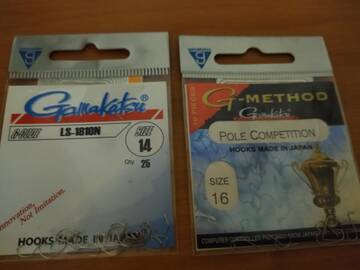 Gamakatsu®
G-CODE
LS-1810N
SIZE
14
Qty.
25
Innovation,
Not Imitation.
HOOKS MADE IN JAPAN
G-METHOD
Gamakatsu
POLE COMPETITION
HOOKS MADE IN JAPAN
SIZE
16